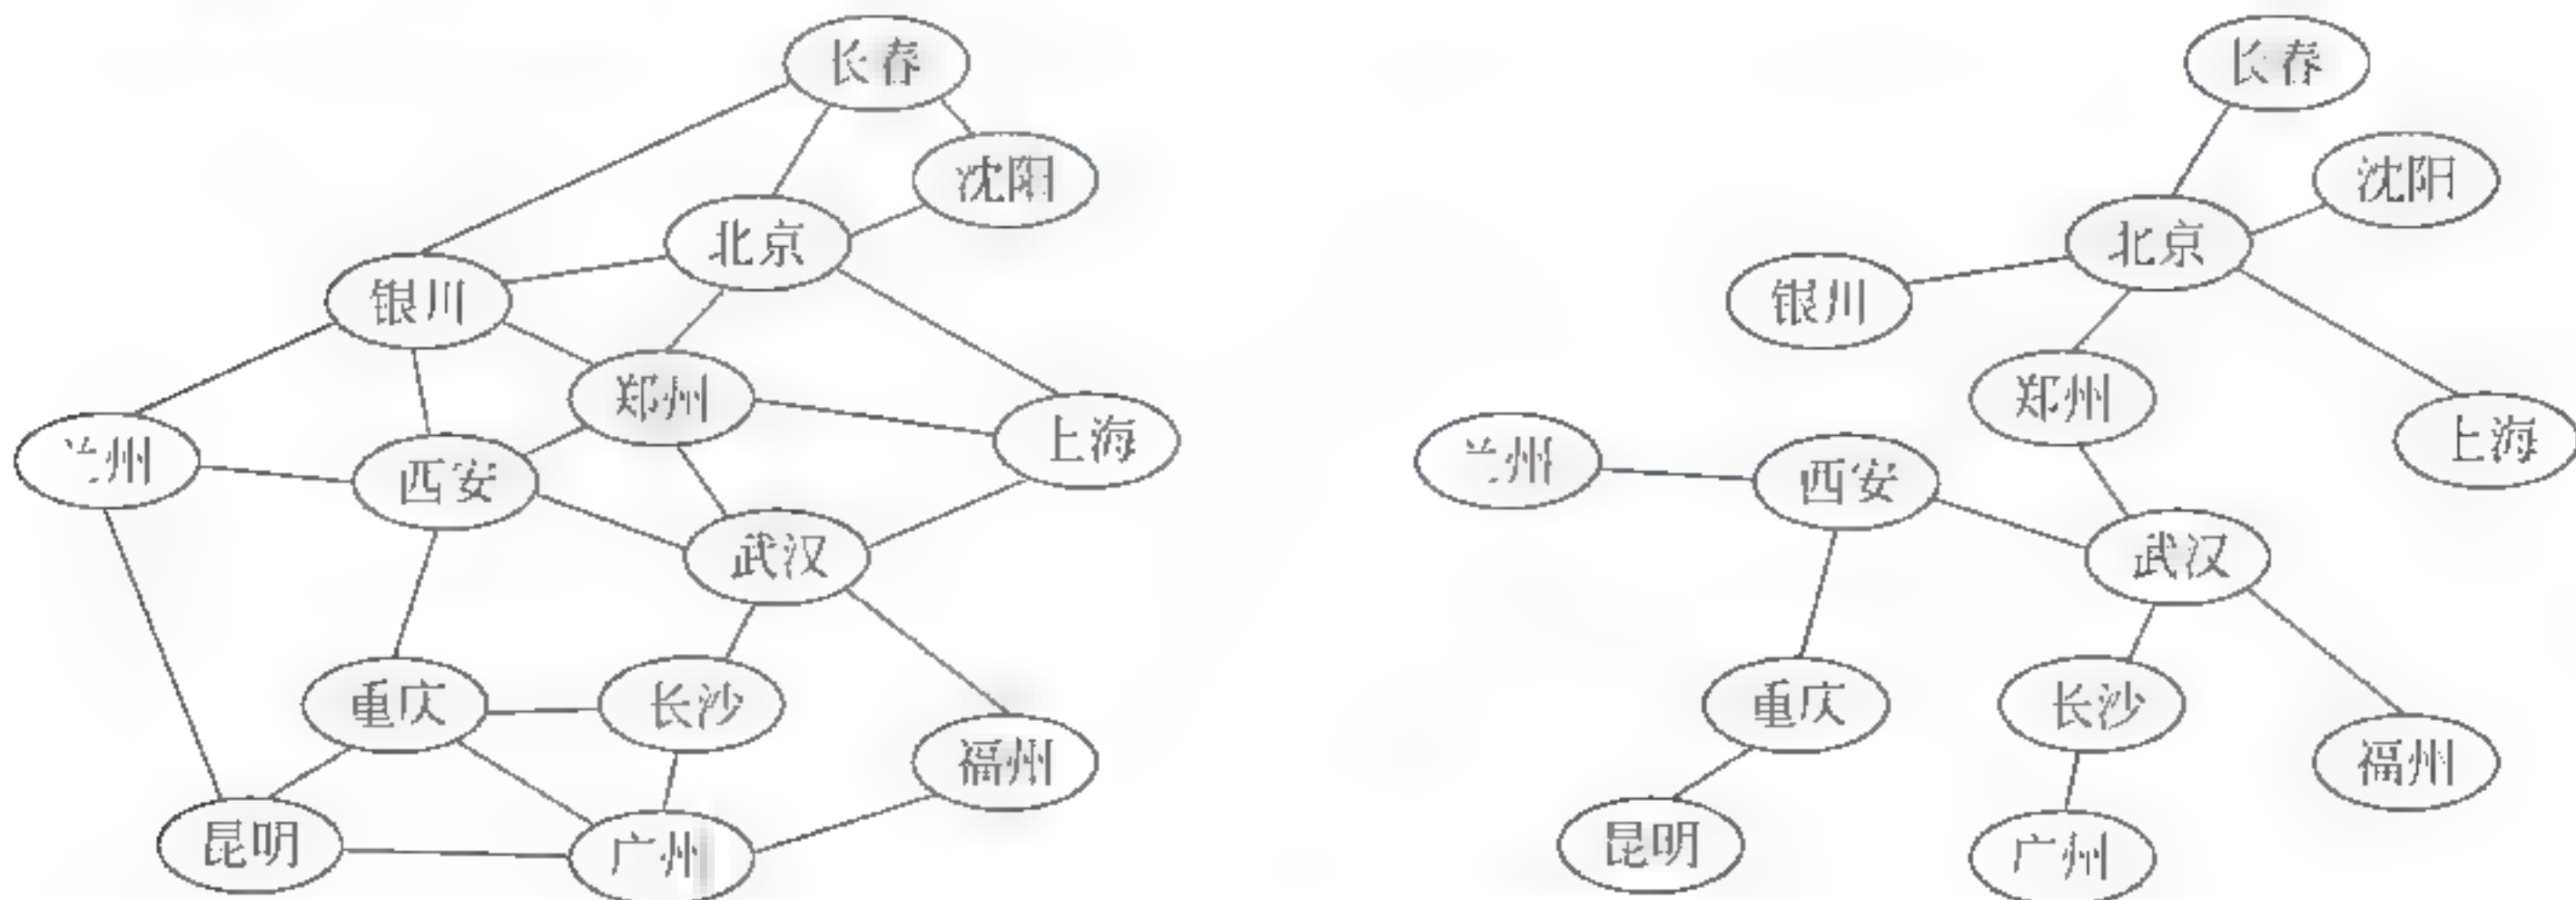 长春
沈阳
北京
银川
郑州
上海
州
西安
武汉
重庆
长沙
福州
昆明
广州
长春
沈阳
北京
银川
郑州
上海
州
西安
武汉
重庆
长沙
福州
昆明
广州